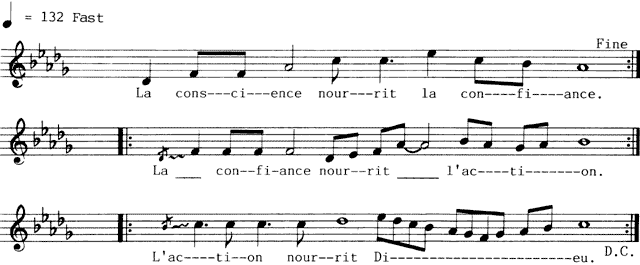 = 132 Fast
Fine
La cons---ci---ence nour---rit la con----fi----ance.
La ___ con--fi-ance nour--rit _____ l'ac----ti-------on.
L'ac----ti--on nour--rit Di--------------------------eu.
D.C.